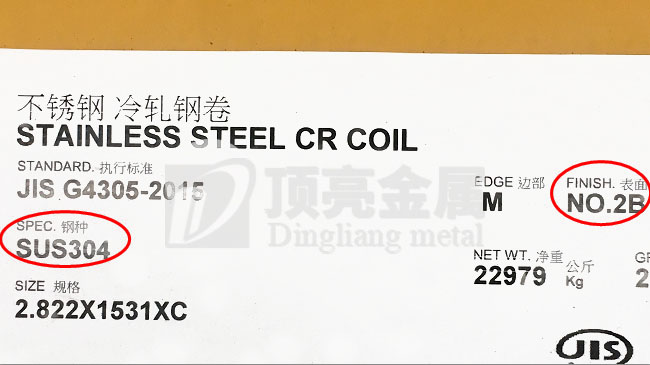 不锈钢 冷轧钢卷
STAINLESS STEEL CR COIL
STANDARD. 执行标准
JIS G4305-2015
EDGE 边部
M
FINISH. 表面
NO.2B
SPEC. 钢种
SUS304
顶亮金属
Dingliang metal
NET WT. 净重
22979 公斤 Kg
SIZE 规格
2.822X1531XC
JIS